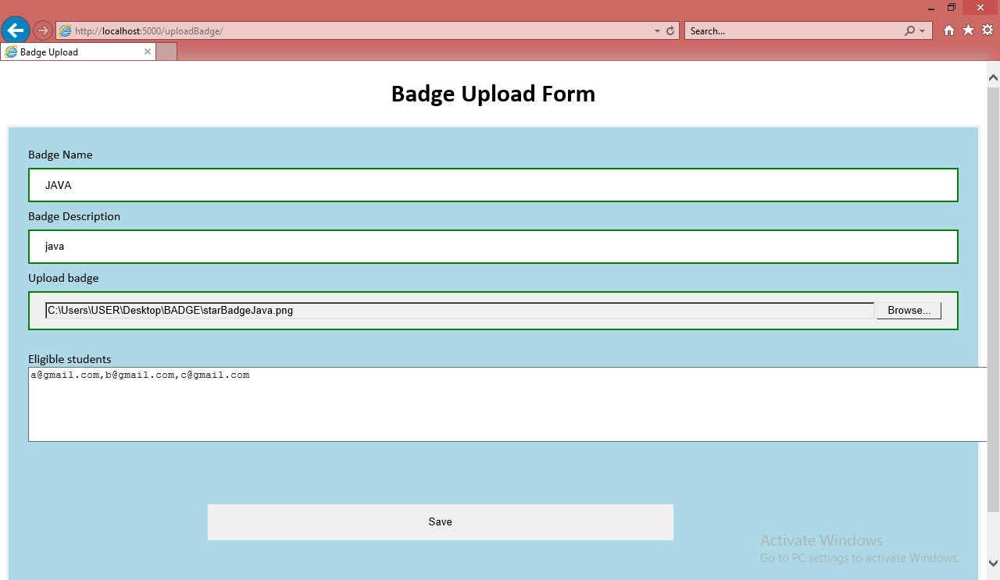 http://localhost:5000/uploadBadge/
Search...
Badge Upload
Badge Upload Form
Badge Name
JAVA
Badge Description
java
Upload badge
C:\Users\USER\Desktop\BADGE\starBadgeJava.png
Browse...
Eligible students
a@gmail.com,b@gmail.com,c@gmail.com
Save
Activate Windows
Go to PC settings to activate Windows.